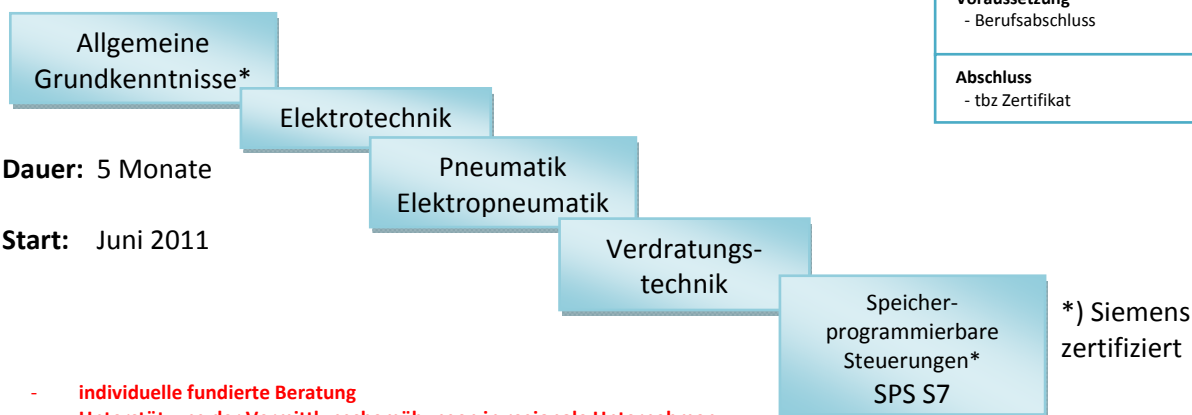 Voraussetzung
- Berufsabschluss
Abschluss
- tbz Zertifikat
Allgemeine
Grundkenntnisse*
Elektrotechnik
Pneumatik
Elektropneumatik
Verdratungs-
technik
Speicher-
programmierbare
Steuerungen*
SPS S7
*) Siemens
zertifiziert
Dauer: 5 Monate
Start: Juni 2011
- individuelle fundierte Beratung